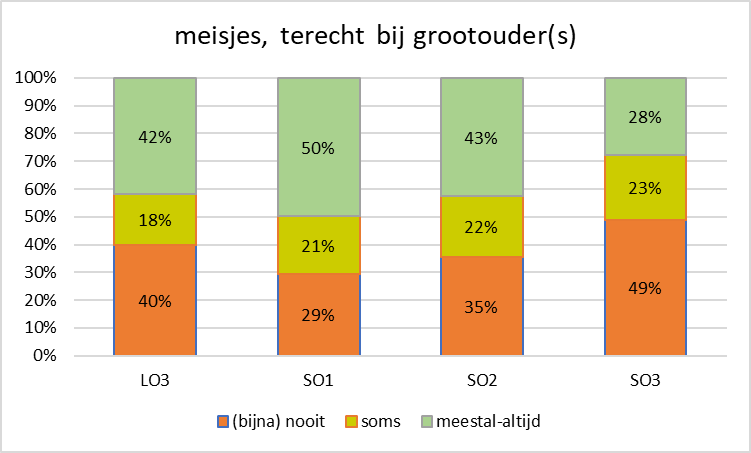 meisjes, terecht bij grootouder(s)
100%
90%
80%
70%
60%
50%
40%
30%
20%
10%
0%
42% 50% 43% 28%
18% 21% 22% 23%
40% 29% 35% 49%
LO3 SO1 SO2 SO3
(bijna) nooit soms meestal-altijd